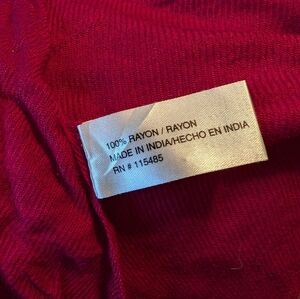 100% RAYON / RAYON
MADE IN INDIA/HECHO EN INDIA
RN # 115485